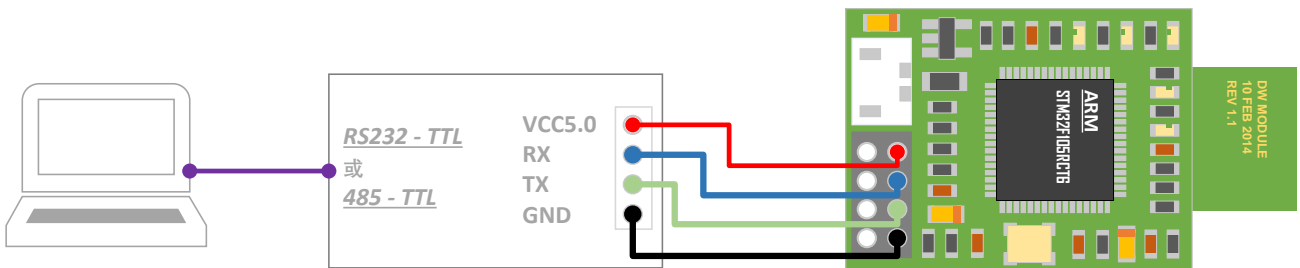 RS232 - TTL
或
485 - TTL
VCC5.0
RX
TX
GND
ARM
STM32F105RCT6
DW MODULE
10 FEB 2014
REV 1.1